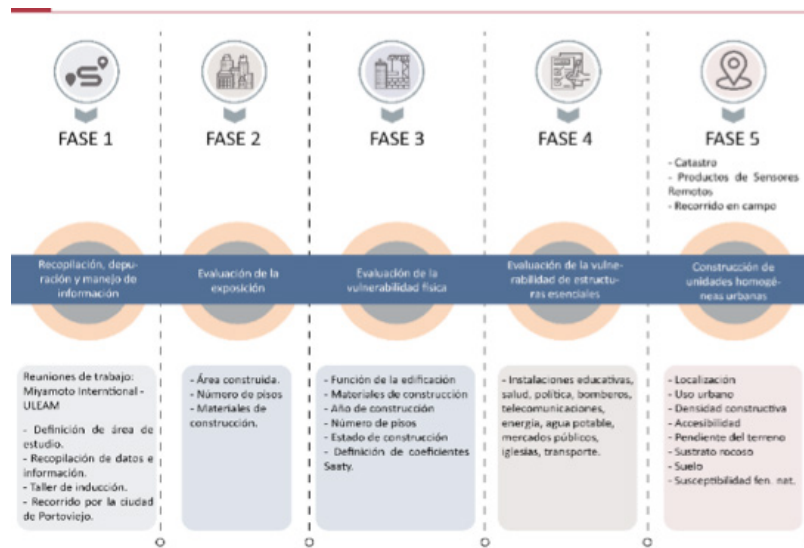 FASE 1
Recopilación, depu-
ración y manejo de
información
Reuniones de trabajo:
Miyamoto Interntional -
ULEAM
- Definición de área de
estudio.
- Recopilación de datos e
información.
- Taller de inducción.
- Recorrido por la ciudad
de Portoviejo.
FASE 2
Evaluación de la
exposición
- Área construida.
- Número de pisos
- Materiales de
construcción.
FASE 3
Evaluación de la
vulnerabilidad física
- Función de la edificación
- Materiales de construcción
- Año de construcción
- Número de pisos
- Estado de construcción
- Definición de coeficientes
Saaty.
FASE 4
Evaluación de la vulne-
rabilidad de estructu-
ras esenciales
- Instalaciones educativas,
salud, política, bomberos,
telecomunicaciones,
energía, agua potable,
mercados públicos,
iglesias, transporte.
FASE 5
- Catastro
- Productos de Sensores
Remotos
- Recorrido en campo
Construcción de
unidades homogé-
neas urbanas
- Localización
- Uso urbano
- Densidad constructiva
- Accesibilidad
- Pendiente del terreno
- Sustrato rocoso
- Suelo
- Susceptibilidad fen. nat.